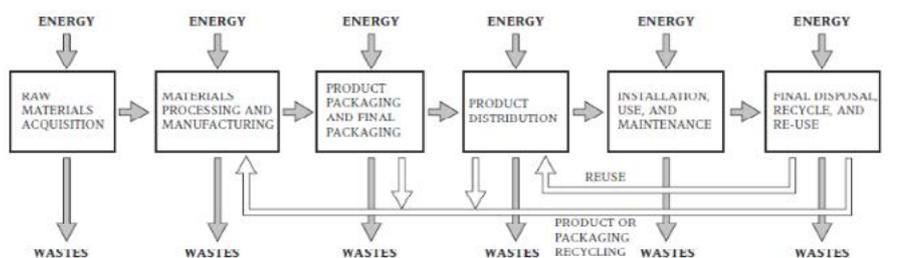 ENERGY ENERGY ENERGY ENERGY ENERGY ENERGY
RAW
MATERIALS
ACQUISITION
MATERIALS
PROCESSING AND
MANUFACTURING
PRODUCT
PACKAGING
AND FINAL
PACKAGING
PRODUCT
DISTRIBUTION
INSTALLATION,
USE, AND
MAINTENANCE
FINAL DISPOSAL,
RECYCLE, AND
RE-USE
REUSE
PRODUCT OR
PACKAGING
RECYCLING
WASTES WASTES WASTES WASTES WASTES WASTES